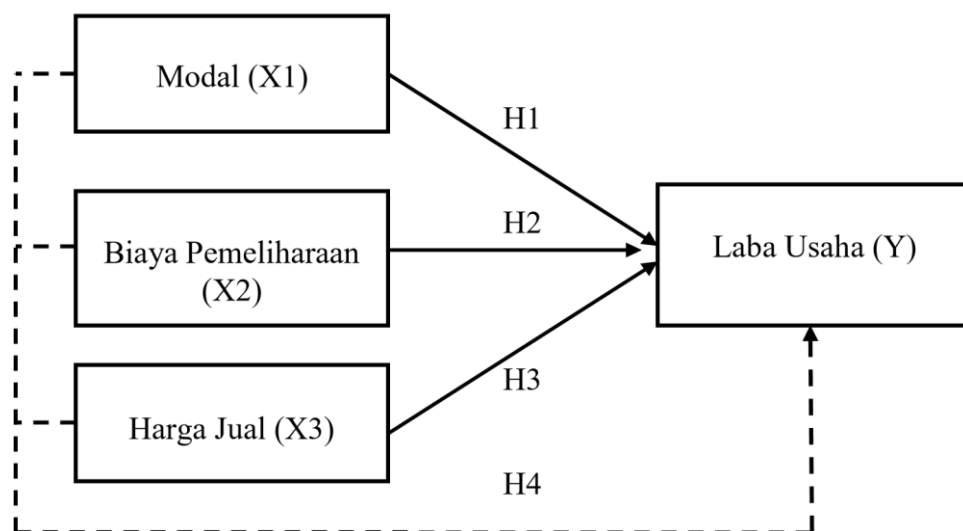 Modal (X1)
H1
Biaya Pemeliharaan
(X2)
H2
Laba Usaha (Y)
Harga Jual (X3)
H3
H4